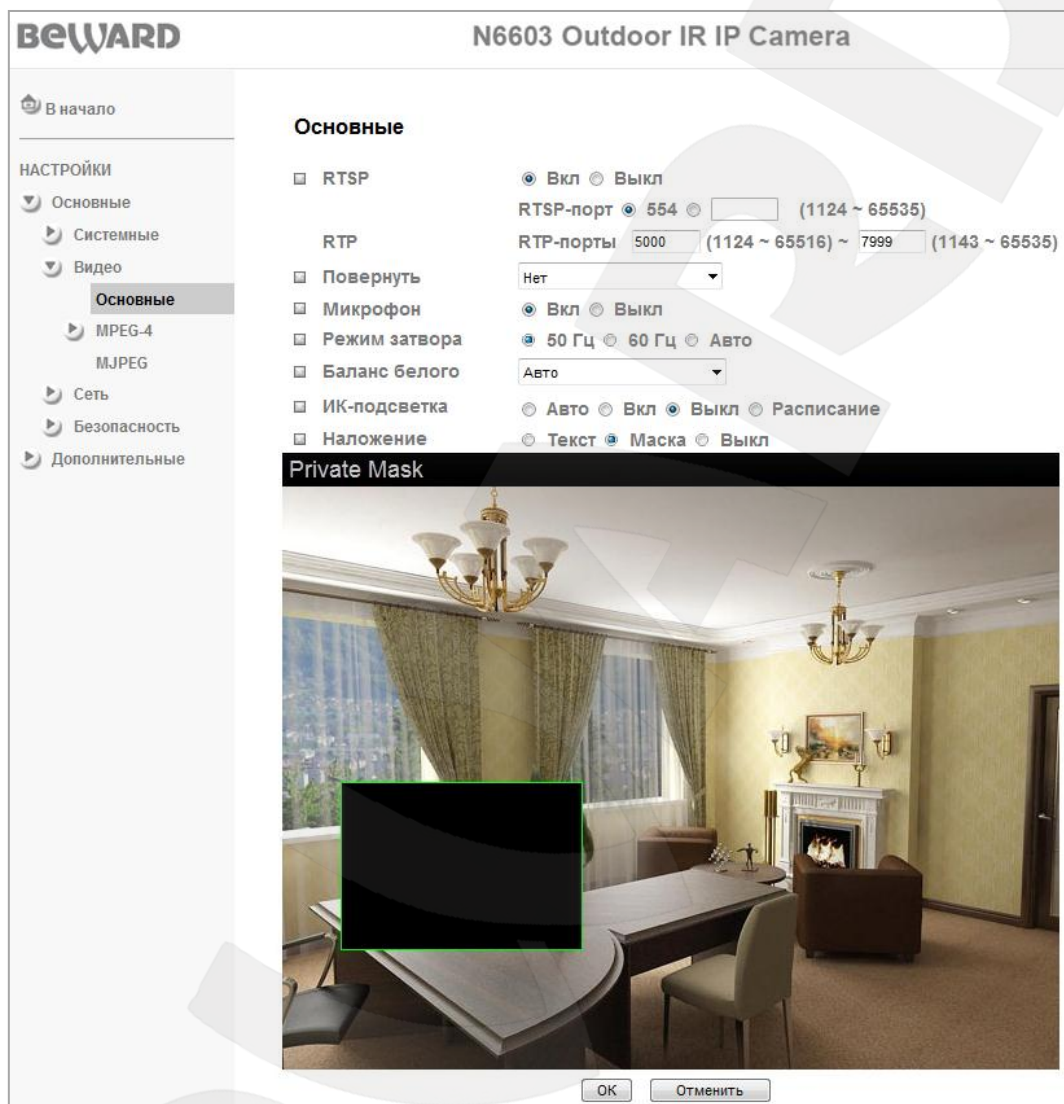 BEWARD
N6603 Outdoor IR IP Camera
В начало
НАСТРОЙКИ
Основные
Системные
Видео
Основные
MPEG-4
MJPEG
Сеть
Безопасность
Дополнительные
Основные
RTSP Вкл Выкл
RTSP-порт 554 (1124 ~ 65535)
RTP RTP-порты 5000 (1124 ~ 65516) ~ 7999 (1143 ~ 65535)
Повернуть Нет
Микрофон Вкл Выкл
Режим затвора 50 Гц 60 Гц Авто
Баланс белого Авто
ИК-подсветка Авто Вкл Выкл Расписание
Наложение Текст Маска Выкл
Private Mask
OK Отменить